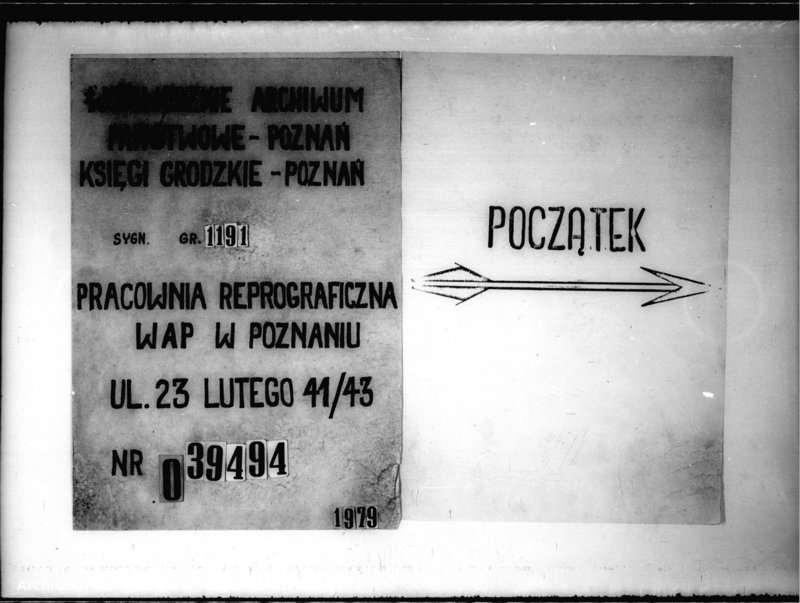 ARCHIWUM
PAŃSTWOWE - POZNAŃ
KSIĘGI GRODZKIE - POZNAŃ
SYGN. GR. 1191
PRACOWNIA REPROGRAFICZNA
WAP W POZNANIU
UL. 23 LUTEGO 41/43
NR 039494
1979
POCZĄTEK